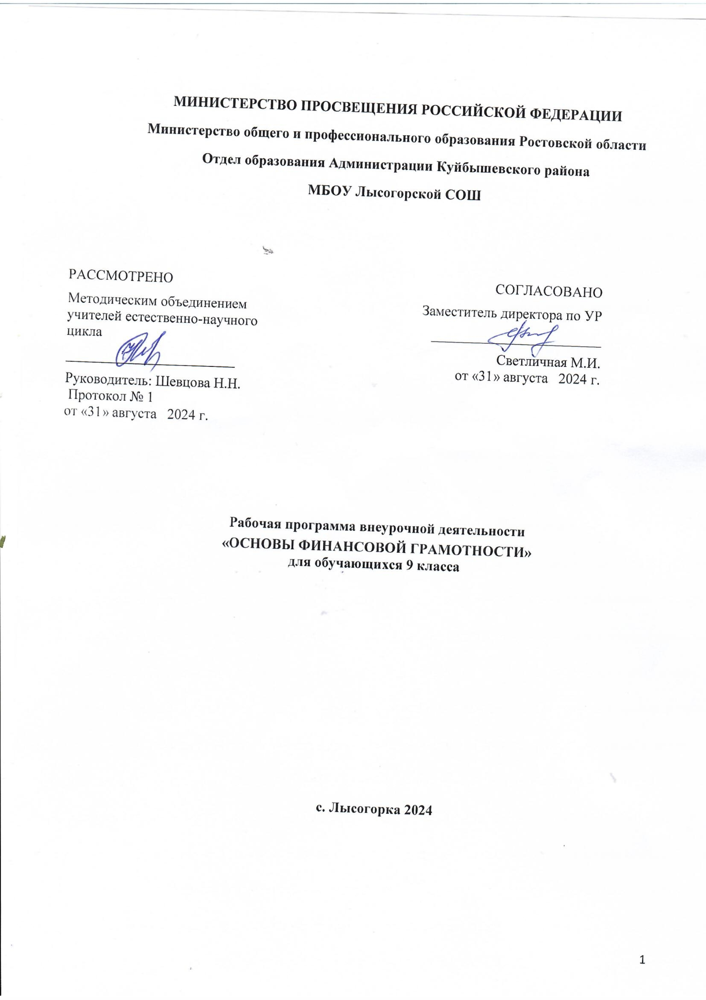 МИНИСТЕРСТВО ПРОСВЕЩЕНИЯ РОССИЙСКОЙ ФЕДЕРАЦИИ
Министерство общего и профессионального образования Ростовской области
Отдел образования Администрации Куйбышевского района
МБОУ Лысогорской СОШ
РАССМОТРЕНО
Методическим объединением
учителей естественно-научного
цикла
Руководитель: Шевцова Н.Н.
Протокол № 1
от «31» августа 2024 г.
СОГЛАСОВАНО
Заместитель директора по УР
Светличная М.И.
от «31» августа 2024 г.
Рабочая программа внеурочной деятельности
«ОСНОВЫ ФИНАНСОВОЙ ГРАМОТНОСТИ»
для обучающихся 9 класса
с. Лысогорка 2024
1